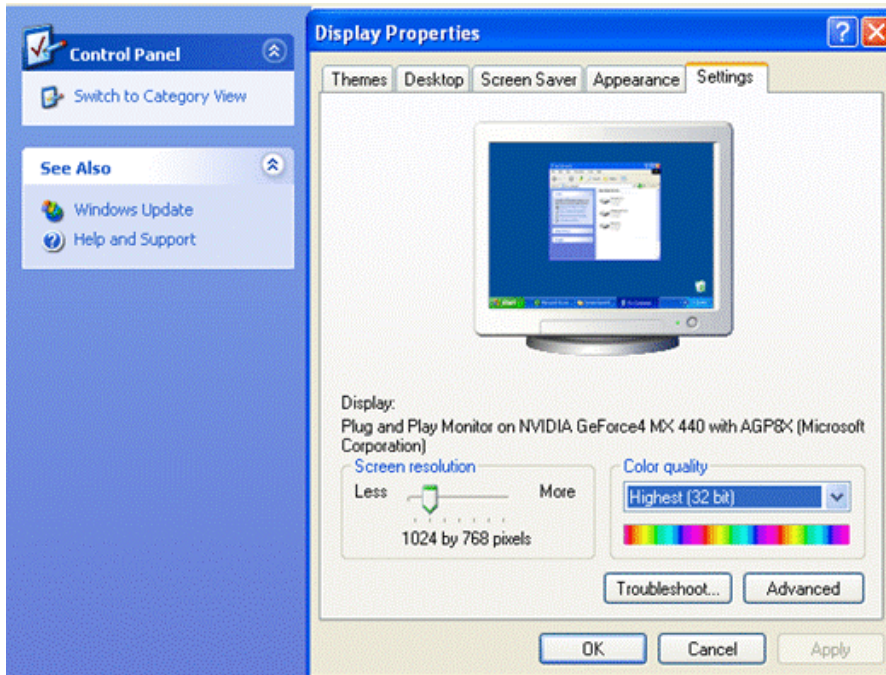 Control Panel
Switch to Category View
See Also
Windows Update
Help and Support
Display Properties
Themes
Desktop
Screen Saver
Appearance
Settings
Display:
Plug and Play Monitor on NVIDIA GeForce4 MX 440 with AGP8X (Microsoft
Corporation)
Screen resolution
Less
More
1024 by 768 pixels
Color quality
Highest (32 bit)
Troubleshoot...
Advanced
OK
Cancel
Apply